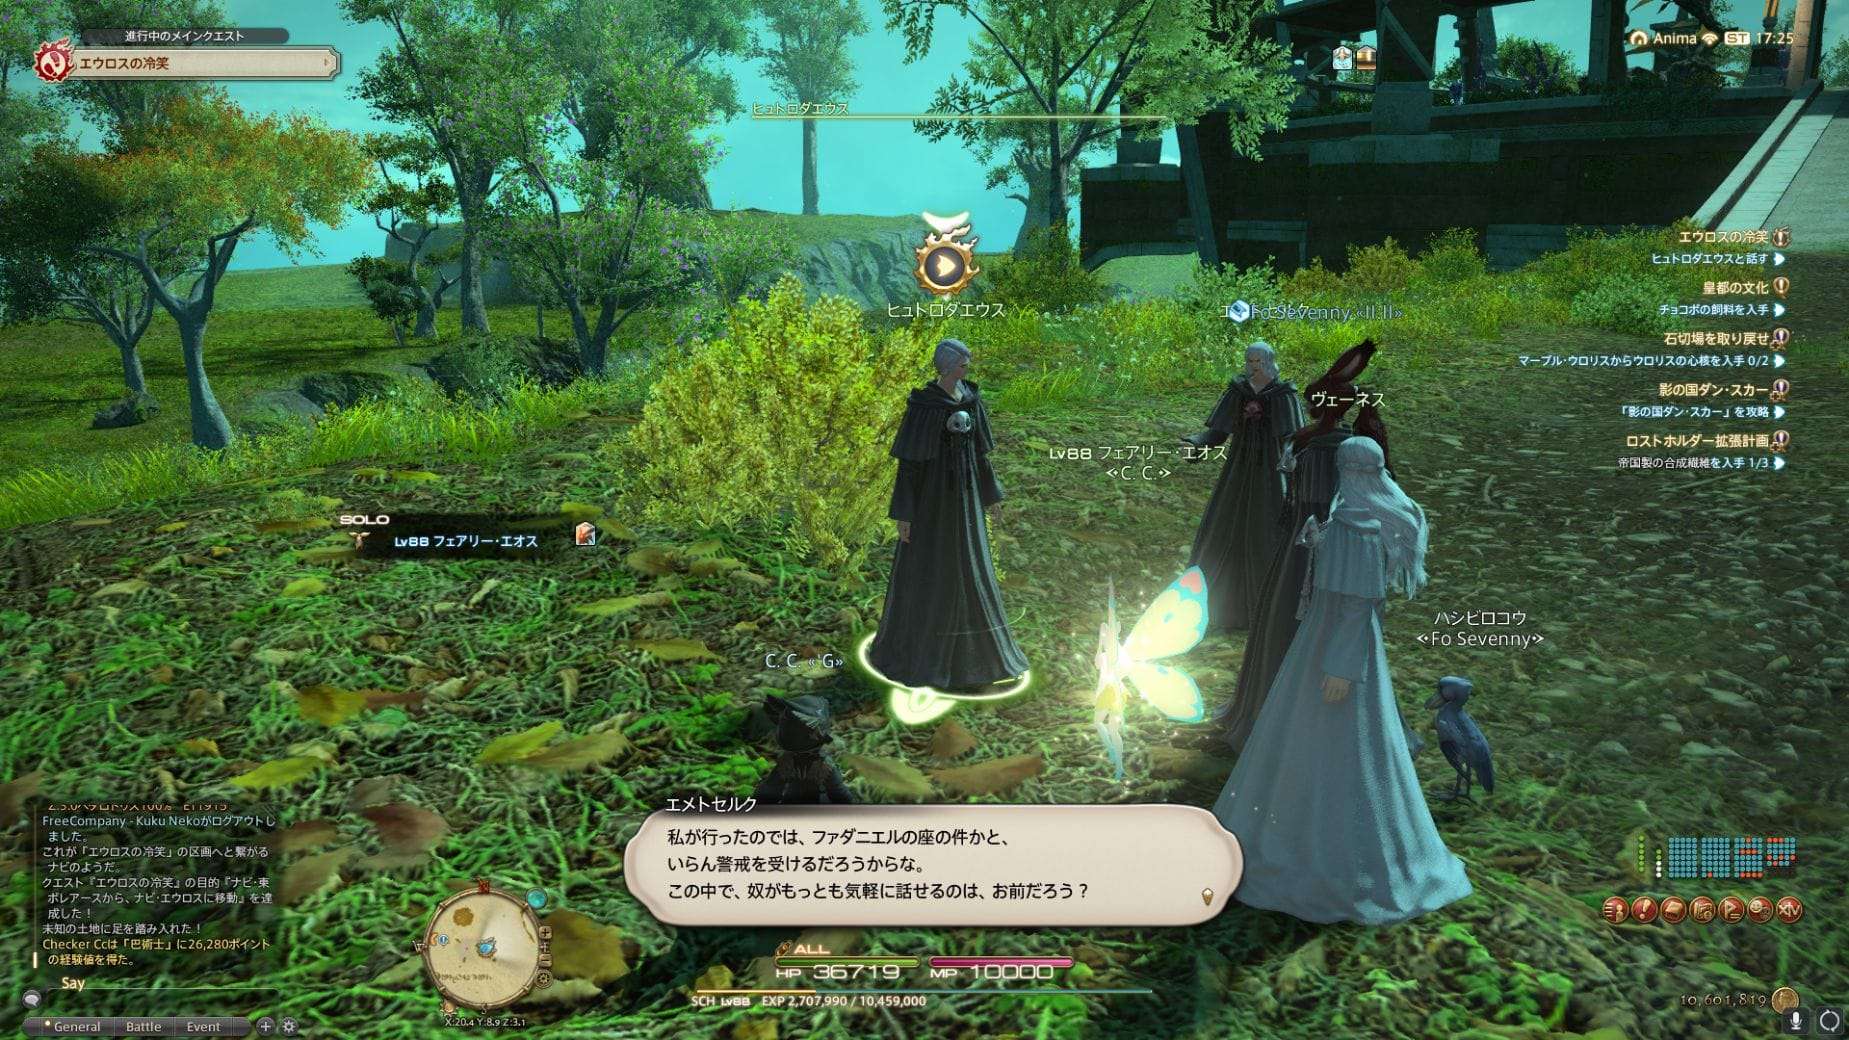 進行中のメインクエスト
エウロスの冷笑
Anima ST 17:25
ヒュトロダエウス
ヒュトロダエウス
Fo Sevenny «II.II»
ヴェーネス
Lv88 フェアリー・エオス
«C. C.»
エウロスの冷笑
ヒュトロダエウスと話す
皇都の文化
チョコボの飼料を入手
石切場を取り戻せ
マーブル・ウロリスからウロリスの心核を入手 0/2
影の国ダン・スカー
「影の国ダン・スカー」を攻略
ロストホルダー拡張計画
帝国製の合成繊維を入手 1/3
SOLO
Lv88 フェアリー・エオス
C. C. «'G»
ハシビロコウ
«Fo Sevenny»
エメトセルク
私が行ったのでは、ファダニエルの座の件かと、
いらん警戒を受けるだろうからな。
この中で、奴がもっとも気軽に話せるのは、お前だろう？
FreeCompany - Kuku Nekoがログアウトし
ました。
これが「エウロスの冷笑」の区画へと繋がる
ナビのようだ。
クエスト『エウロスの冷笑』の目的『ナビ・東
ポレアースから、ナビ・エウロスに移動』を達
成した！
未知の土地に足を踏み入れた！
Checker Ccは「巴術士」に26,280ポイント
の経験値を得た。
Say
General Battle Event
X:20.4 Y:8.9 Z:3.1
ALL
HP 36719 MP 10000
SCH Lv88 EXP 2,707,990 / 10,459,000
XIV
10,601,819